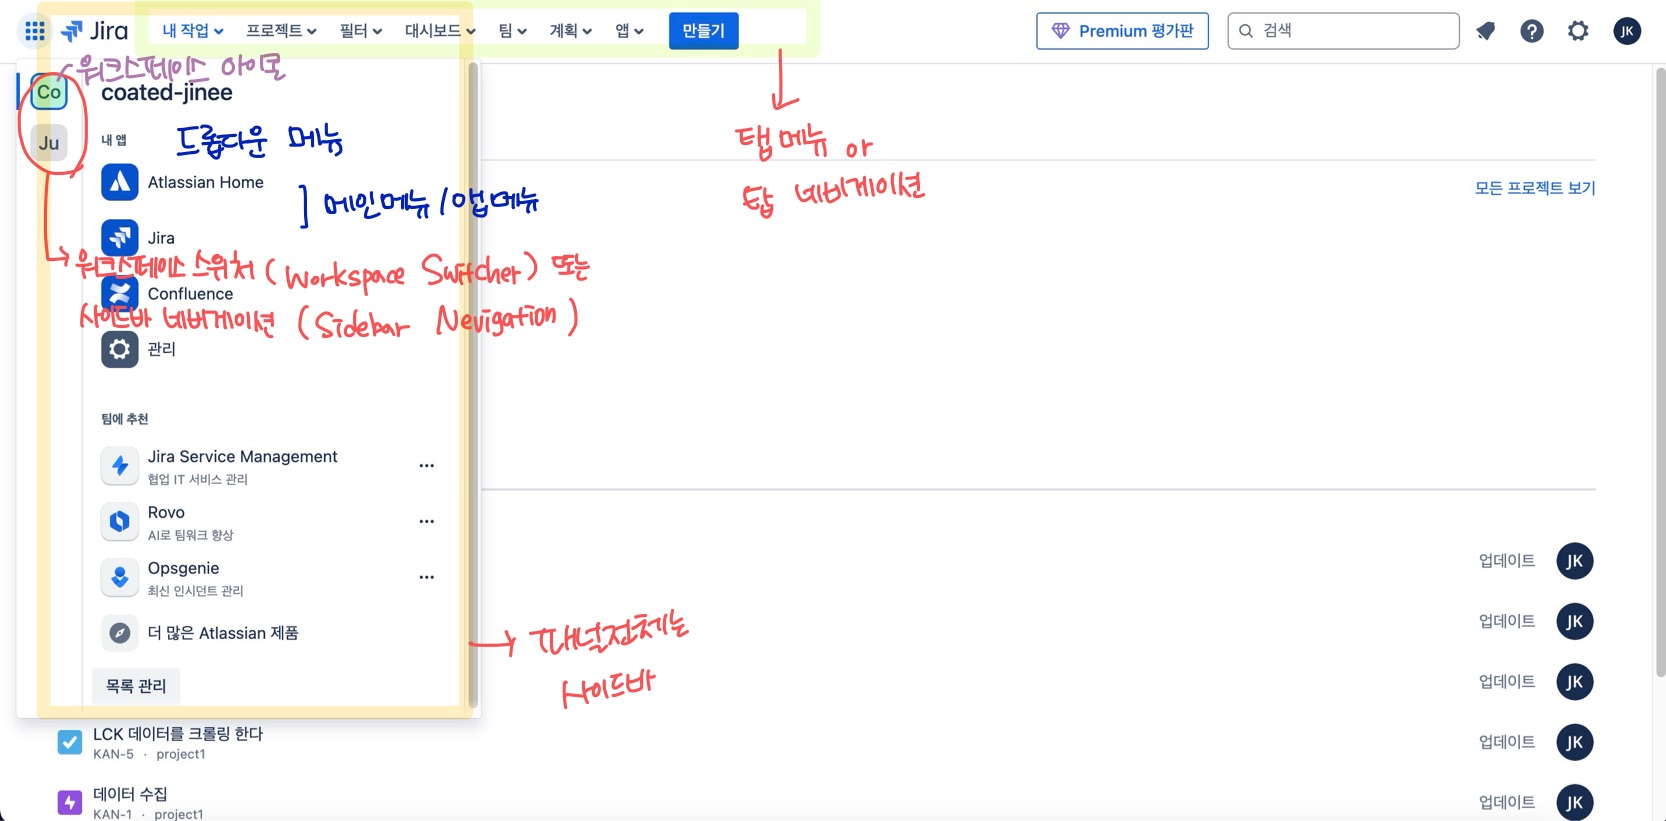 Jira 내 작업 프로젝트 필터 대시보드 팀 계획 앱 만들기 Premium 평가판 검색 JK
워크스페이스 아이콘
Co coated-jinee
Ju 내 앱 드롭다운 메뉴
탭메뉴 or
탑 네비게이션
모든 프로젝트 보기
Atlassian Home
메인메뉴/앱메뉴
Jira
워크스페이스 스위처 (Workspace Switcher) 또는
Confluence
사이드바 네비게이션 (Sidebar Nevigation)
관리
팀에 추천
Jira Service Management
협업 IT 서비스 관리
Rovo
AI로 팀워크 향상
Opsgenie
최신 인시던트 관리
업데이트 JK
더 많은 Atlassian 제품
업데이트 JK
패널전체는
사이드바
목록 관리
업데이트 JK
LCK 데이터를 크롤링 한다
KAN-5 · project1
업데이트 JK
데이터 수집
KAN-1 · project1
업데이트 JK